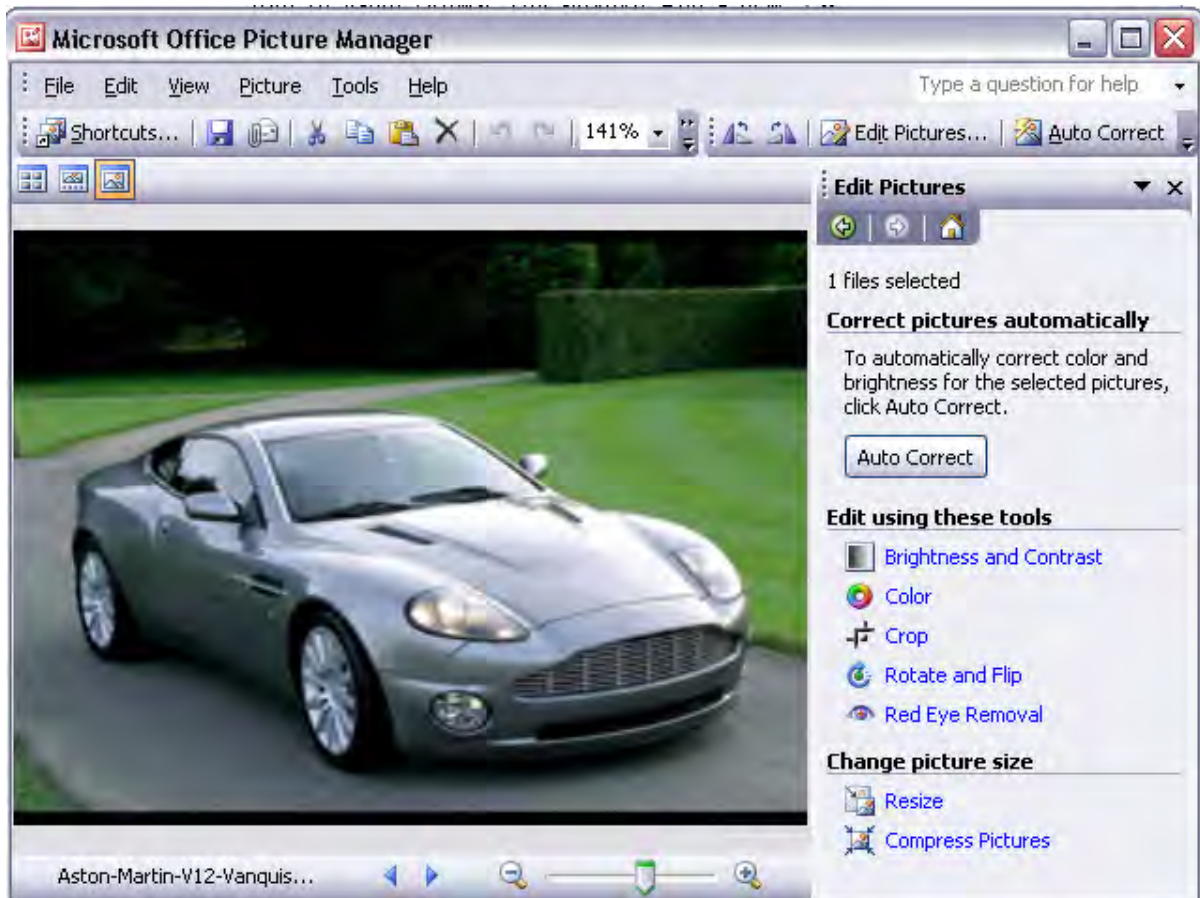 Microsoft Office Picture Manager
File Edit View Picture Tools Help Type a question for help
Shortcuts... 141% Edit Pictures... Auto Correct
Edit Pictures
1 files selected
Correct pictures automatically
To automatically correct color and
brightness for the selected pictures,
click Auto Correct.
Auto Correct
Edit using these tools
Brightness and Contrast
Color
Crop
Rotate and Flip
Red Eye Removal
Change picture size
Resize
Compress Pictures
Aston-Martin-V12-Vanquis...